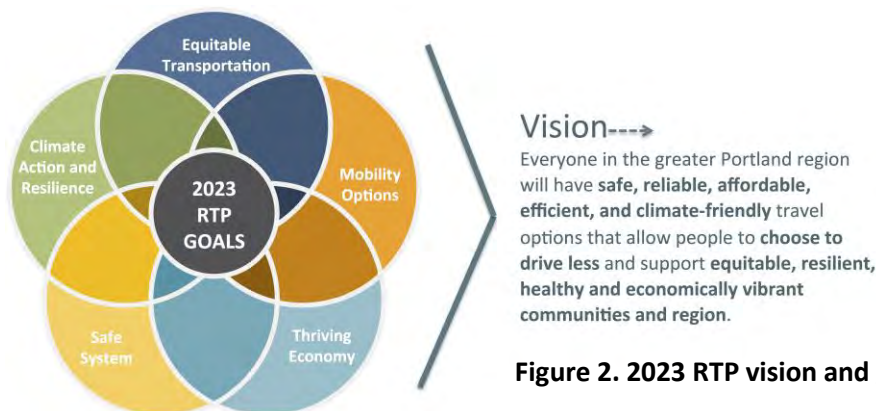 Equitable
Transportation
Climate
Action and
Resilience
Mobility
Options
2023
RTP
GOALS
Safe
System
Thriving
Economy
Vision---->
Everyone in the greater Portland region
will have safe, reliable, affordable,
efficient, and climate-friendly travel
options that allow people to choose to
drive less and support equitable, resilient,
healthy and economically vibrant
communities and region.
Figure 2. 2023 RTP vision and